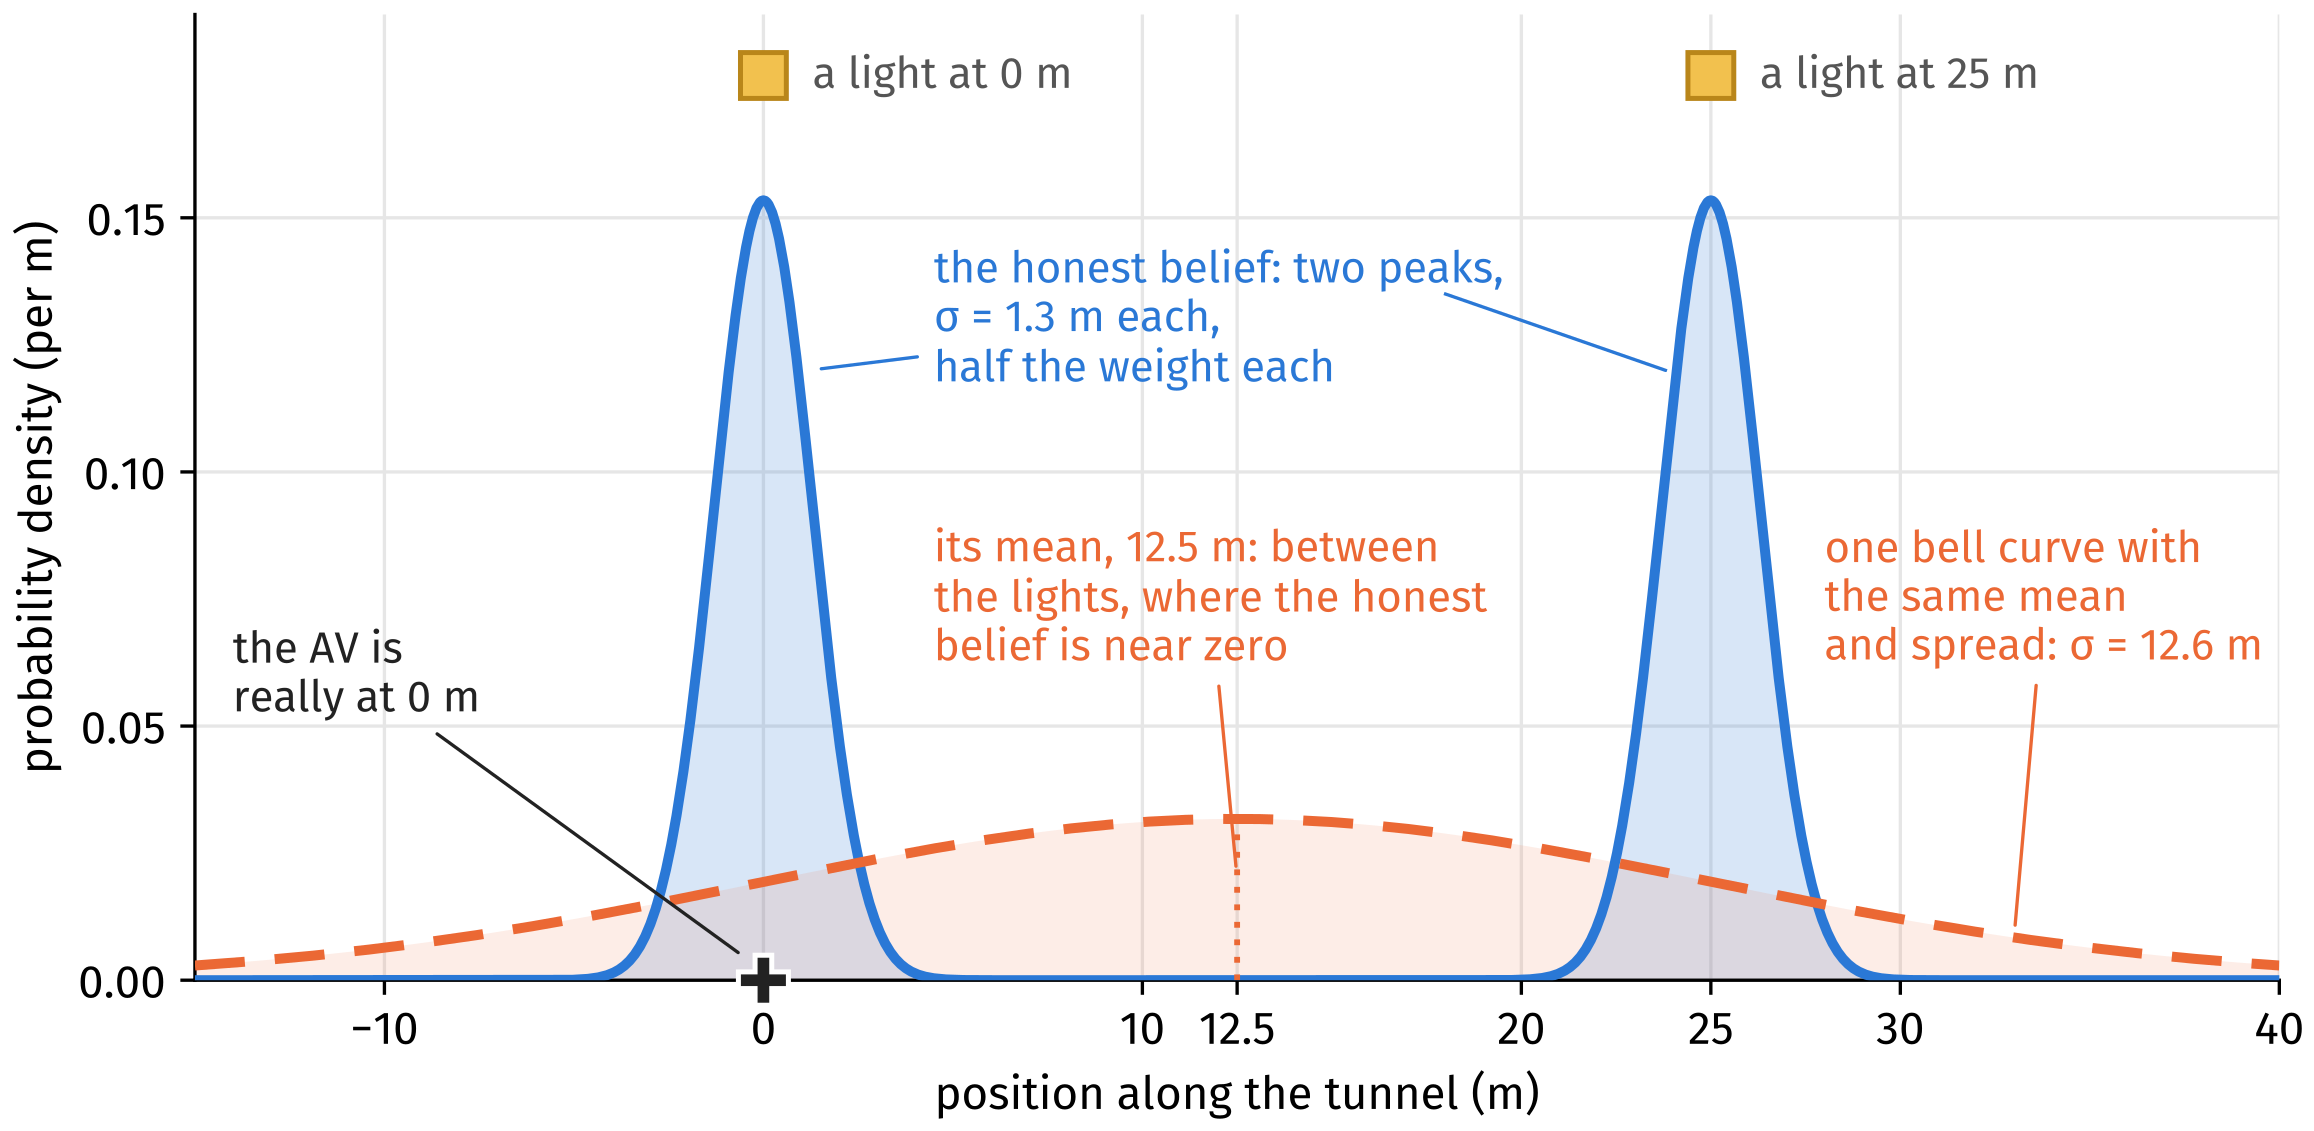 a light at 0 m
a light at 25 m
probability density (per m)
0.15
0.10
0.05
0.00
the honest belief: two peaks,
σ = 1.3 m each,
half the weight each
its mean, 12.5 m: between
the lights, where the honest
belief is near zero
one bell curve with
the same mean
and spread: σ = 12.6 m
the AV is
really at 0 m
−10
0
10
12.5
20
25
30
40
position along the tunnel (m)